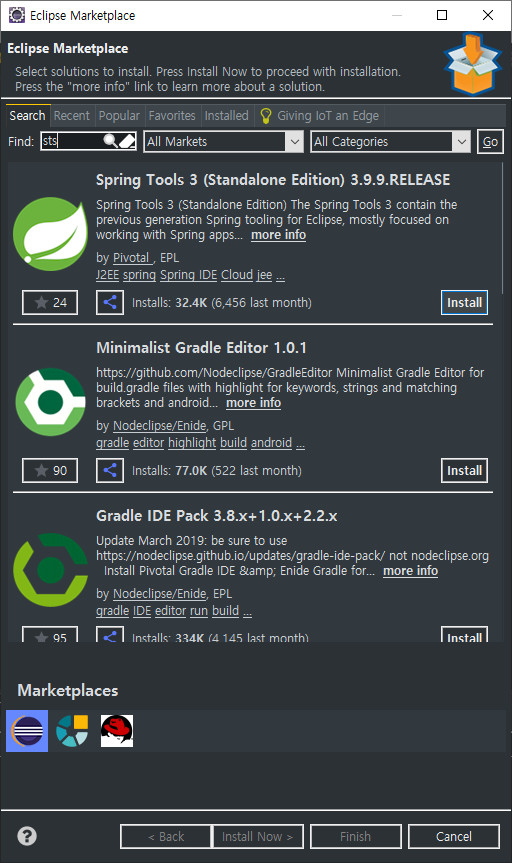 Eclipse Marketplace
Eclipse Marketplace
Select solutions to install. Press Install Now to proceed with installation.
Press the "more info" link to learn more about a solution.
Search Recent Popular Favorites Installed Giving IoT an Edge
Find: sts All Markets All Categories Go
Spring Tools 3 (Standalone Edition) 3.9.9.RELEASE
Spring Tools 3 (Standalone Edition) The Spring Tools 3 contain the
previous generation Spring tooling for Eclipse, mostly focused on
working with Spring apps... more info
by Pivotal , EPL
J2EE spring Spring IDE Cloud jee ...
24 Installs: 32.4K (6,456 last month) Install
Minimalist Gradle Editor 1.0.1
https://github.com/Nodeclipse/GradleEditor Minimalist Gradle Editor for
build.gradle files with highlight for keywords, strings and matching
brackets and android... more info
by Nodeclipse/Enide, GPL
gradle editor highlight build android ...
90 Installs: 77.0K (522 last month) Install
Gradle IDE Pack 3.8.x+1.0.x+2.2.x
Update March 2019: be sure to use
https://nodeclipse.github.io/updates/gradle-ide-pack/ not nodeclipse.org
Install Pivotal Gradle IDE &amp; Enide Gradle for... more info
by Nodeclipse/Enide, EPL
gradle IDE editor run build ...
95 Installs: 334K (4,145 last month) Install
Marketplaces
? < Back Install Now > Finish Cancel